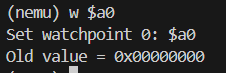 (nemu) w $a0
Set watchpoint 0: $a0
Old value = 0x00000000